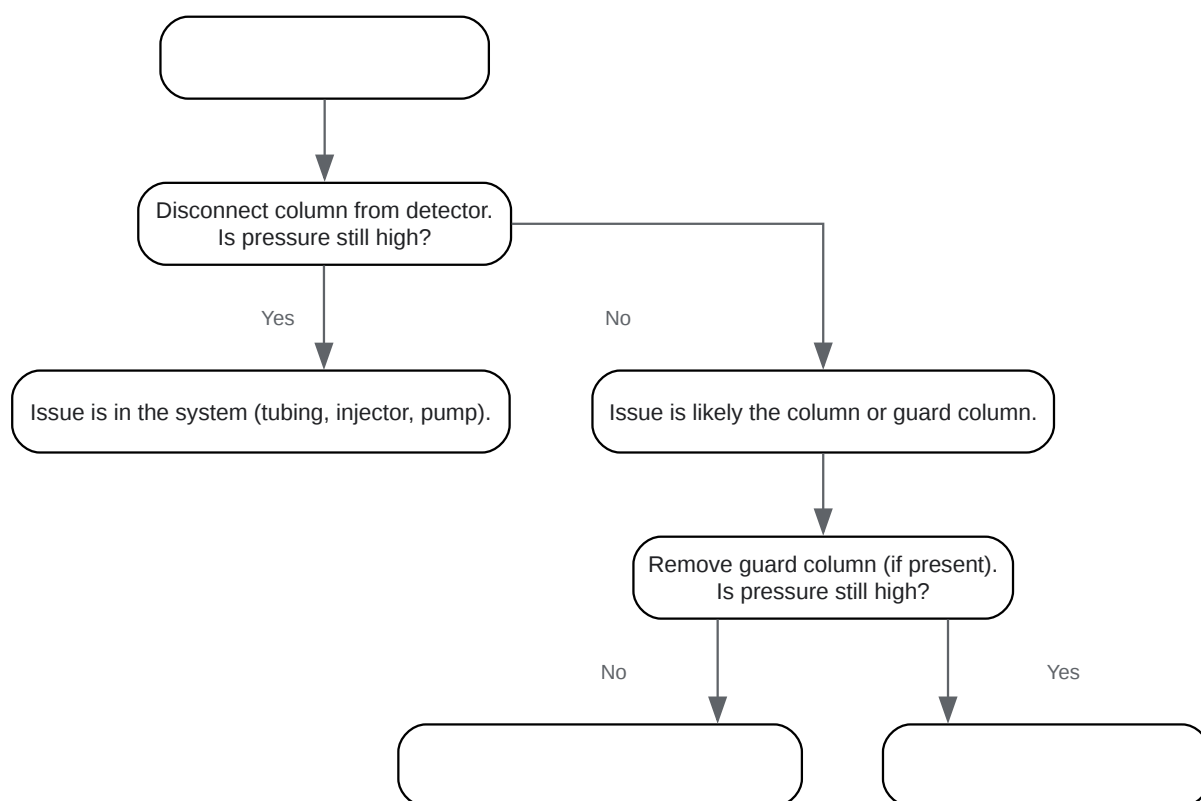 Disconnect column from detector.
Is pressure still high?
Yes
No
Issue is in the system (tubing, injector, pump).
Issue is likely the column or guard column.
Remove guard column (if present).
Is pressure still high?
No
Yes